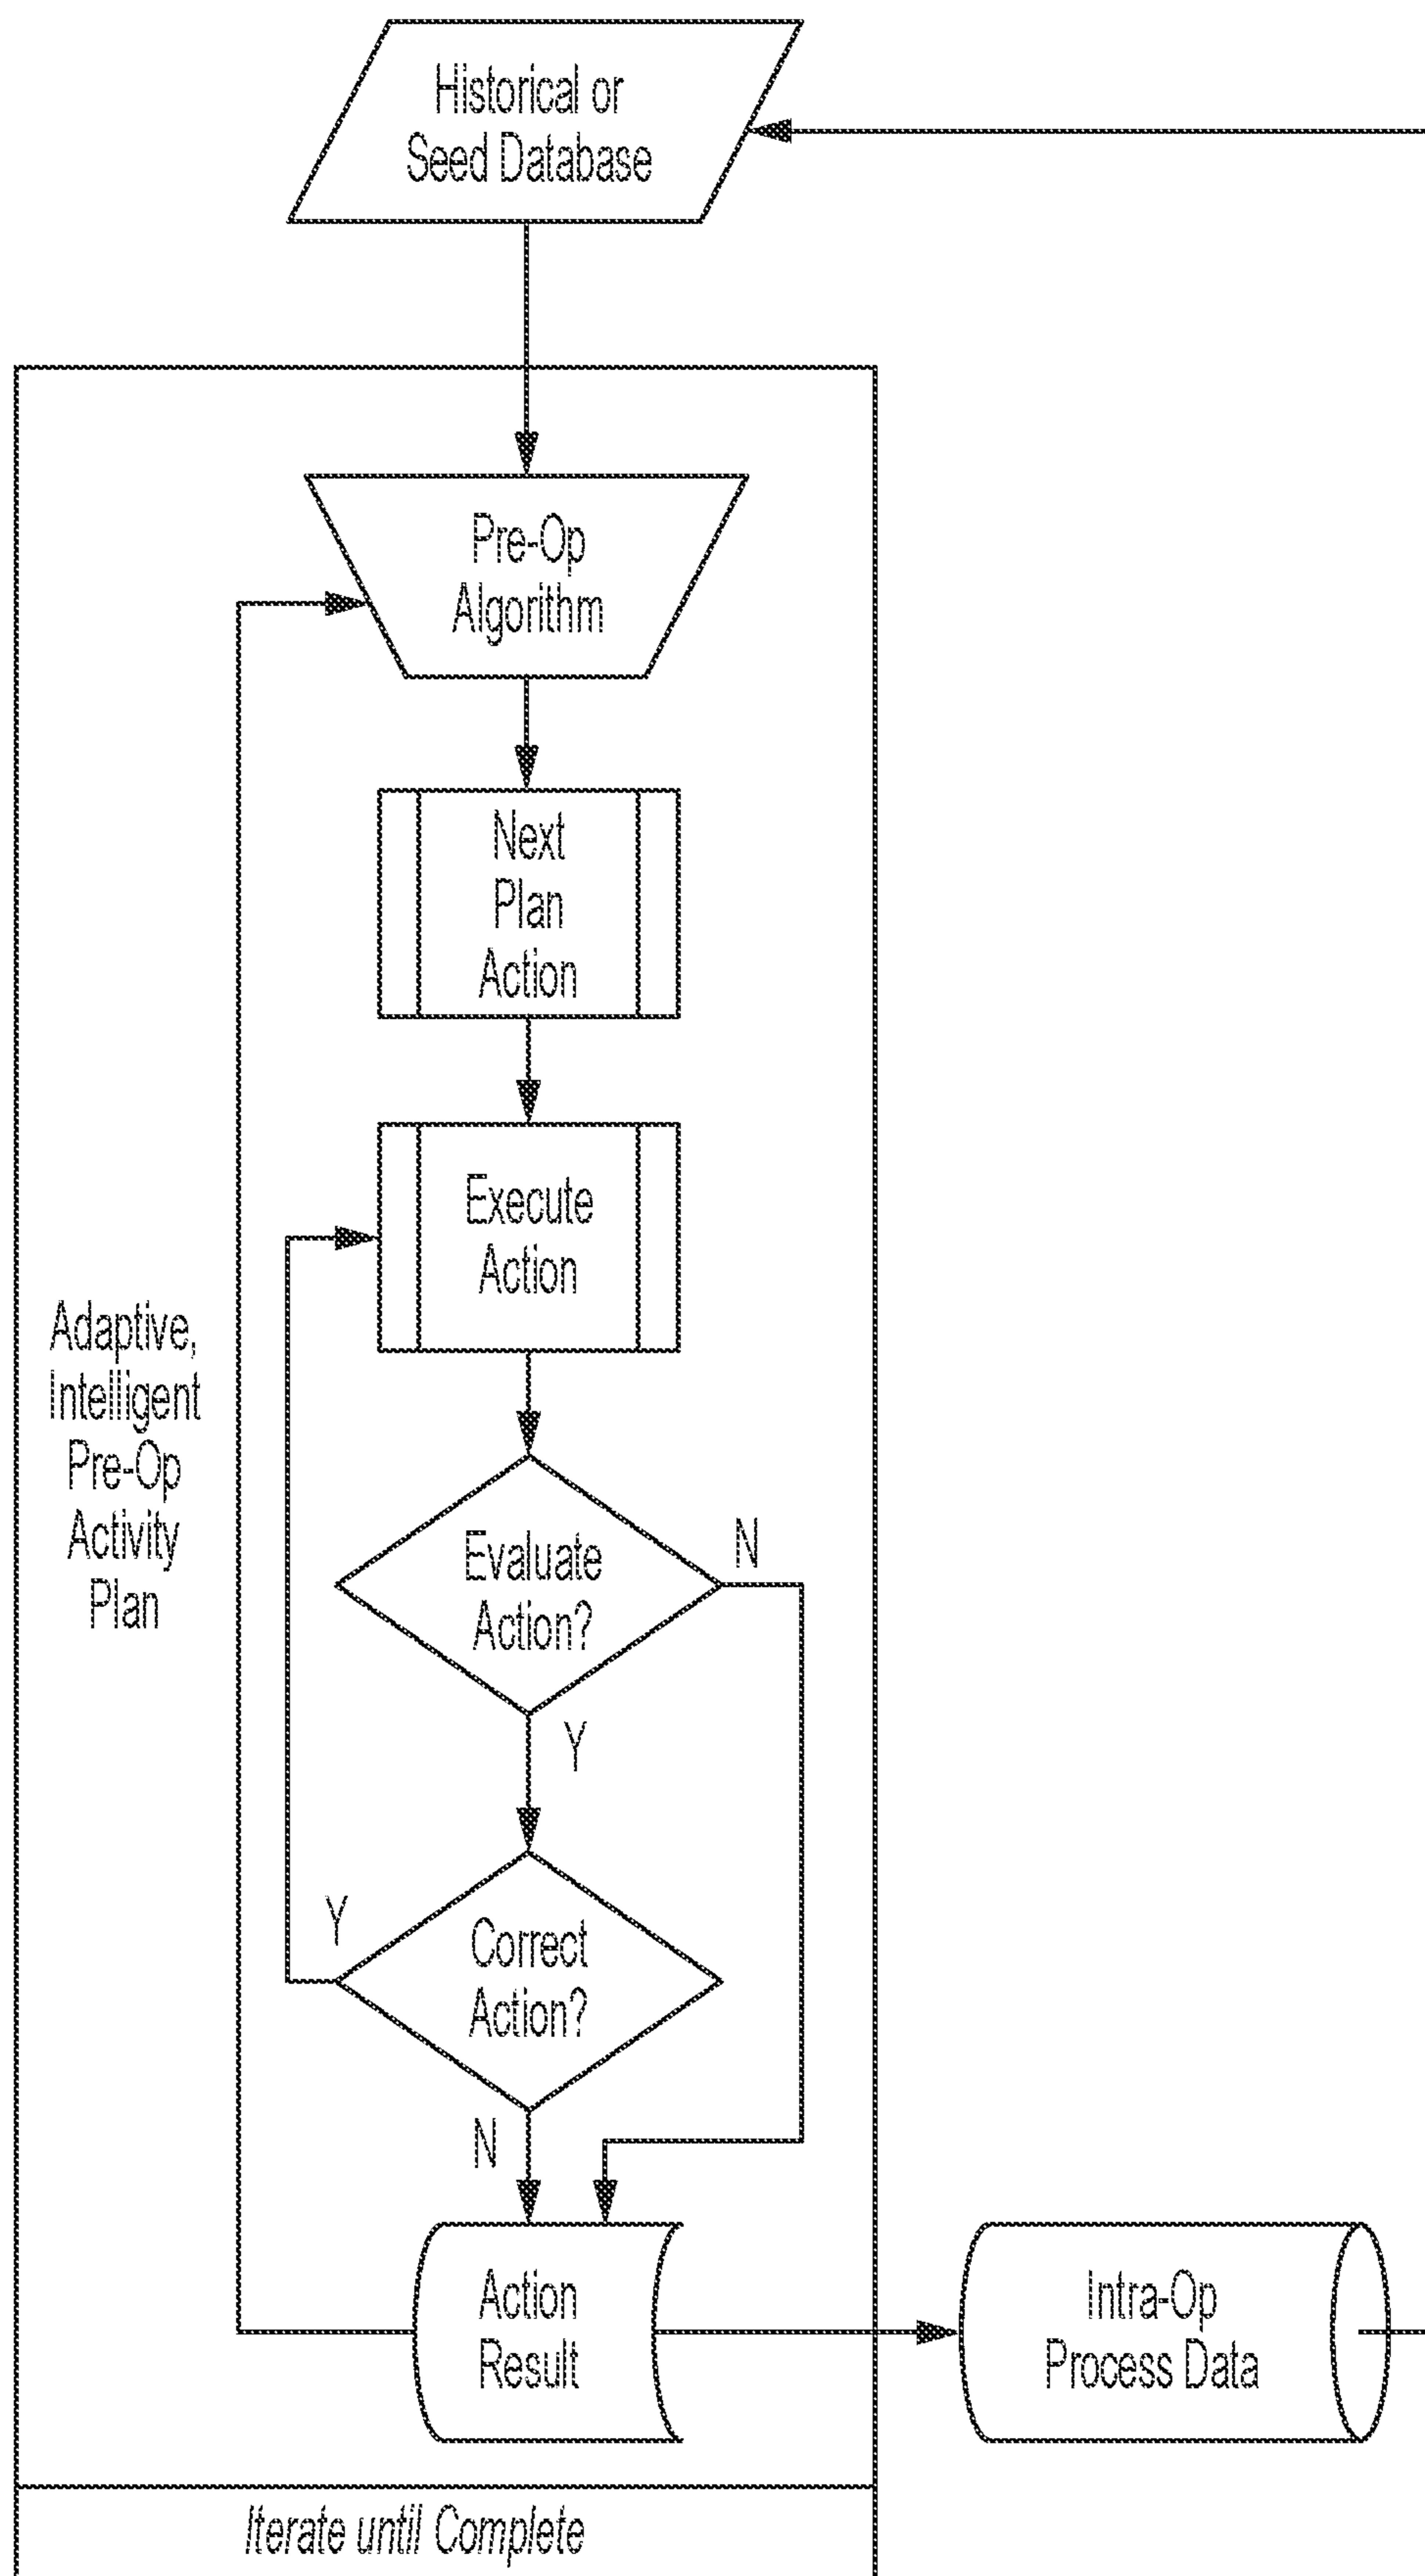 Historical or
Seed Database
Pre-Op
Algorithm
Next
Plan
Action
Execute
Action
Adaptive,
Intelligent
Pre-Op
Activity
Plan
Evaluate
Action?
N
Y
Correct
Action?
Y
N
Action
Result
Intra-Op
Process Data
Iterate until Complete